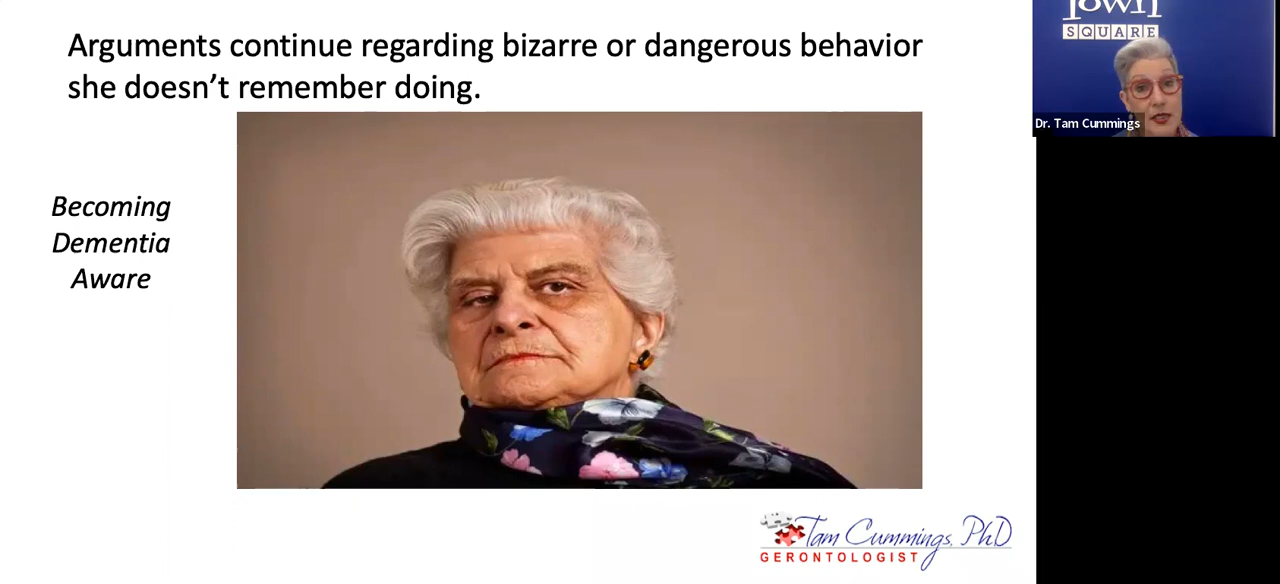 Arguments continue regarding bizarre or dangerous behavior
she doesn’t remember doing.
Becoming
Dementia
Aware
Tam Cummings, PhD
GERONTOLOGIST
Town
SQUARE
Dr. Tam Cummings